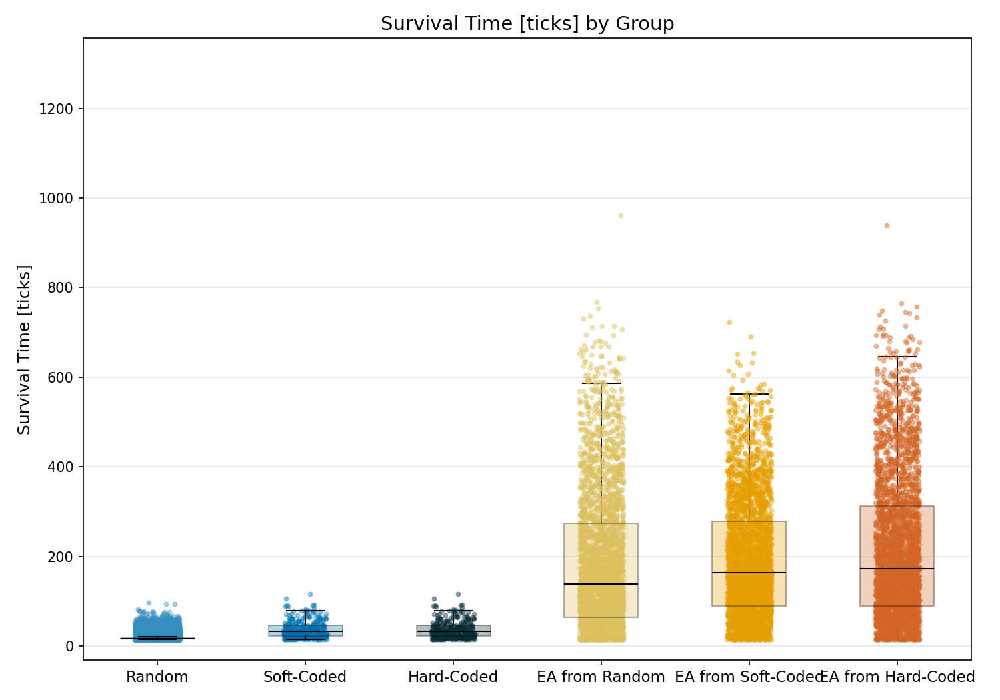 Survival Time [ticks] by Group
Survival Time [ticks]
1200
1000
800
600
400
200
0
Random
Soft-Coded
Hard-Coded
EA from Random
EA from Soft-Coded
EA from Hard-Coded